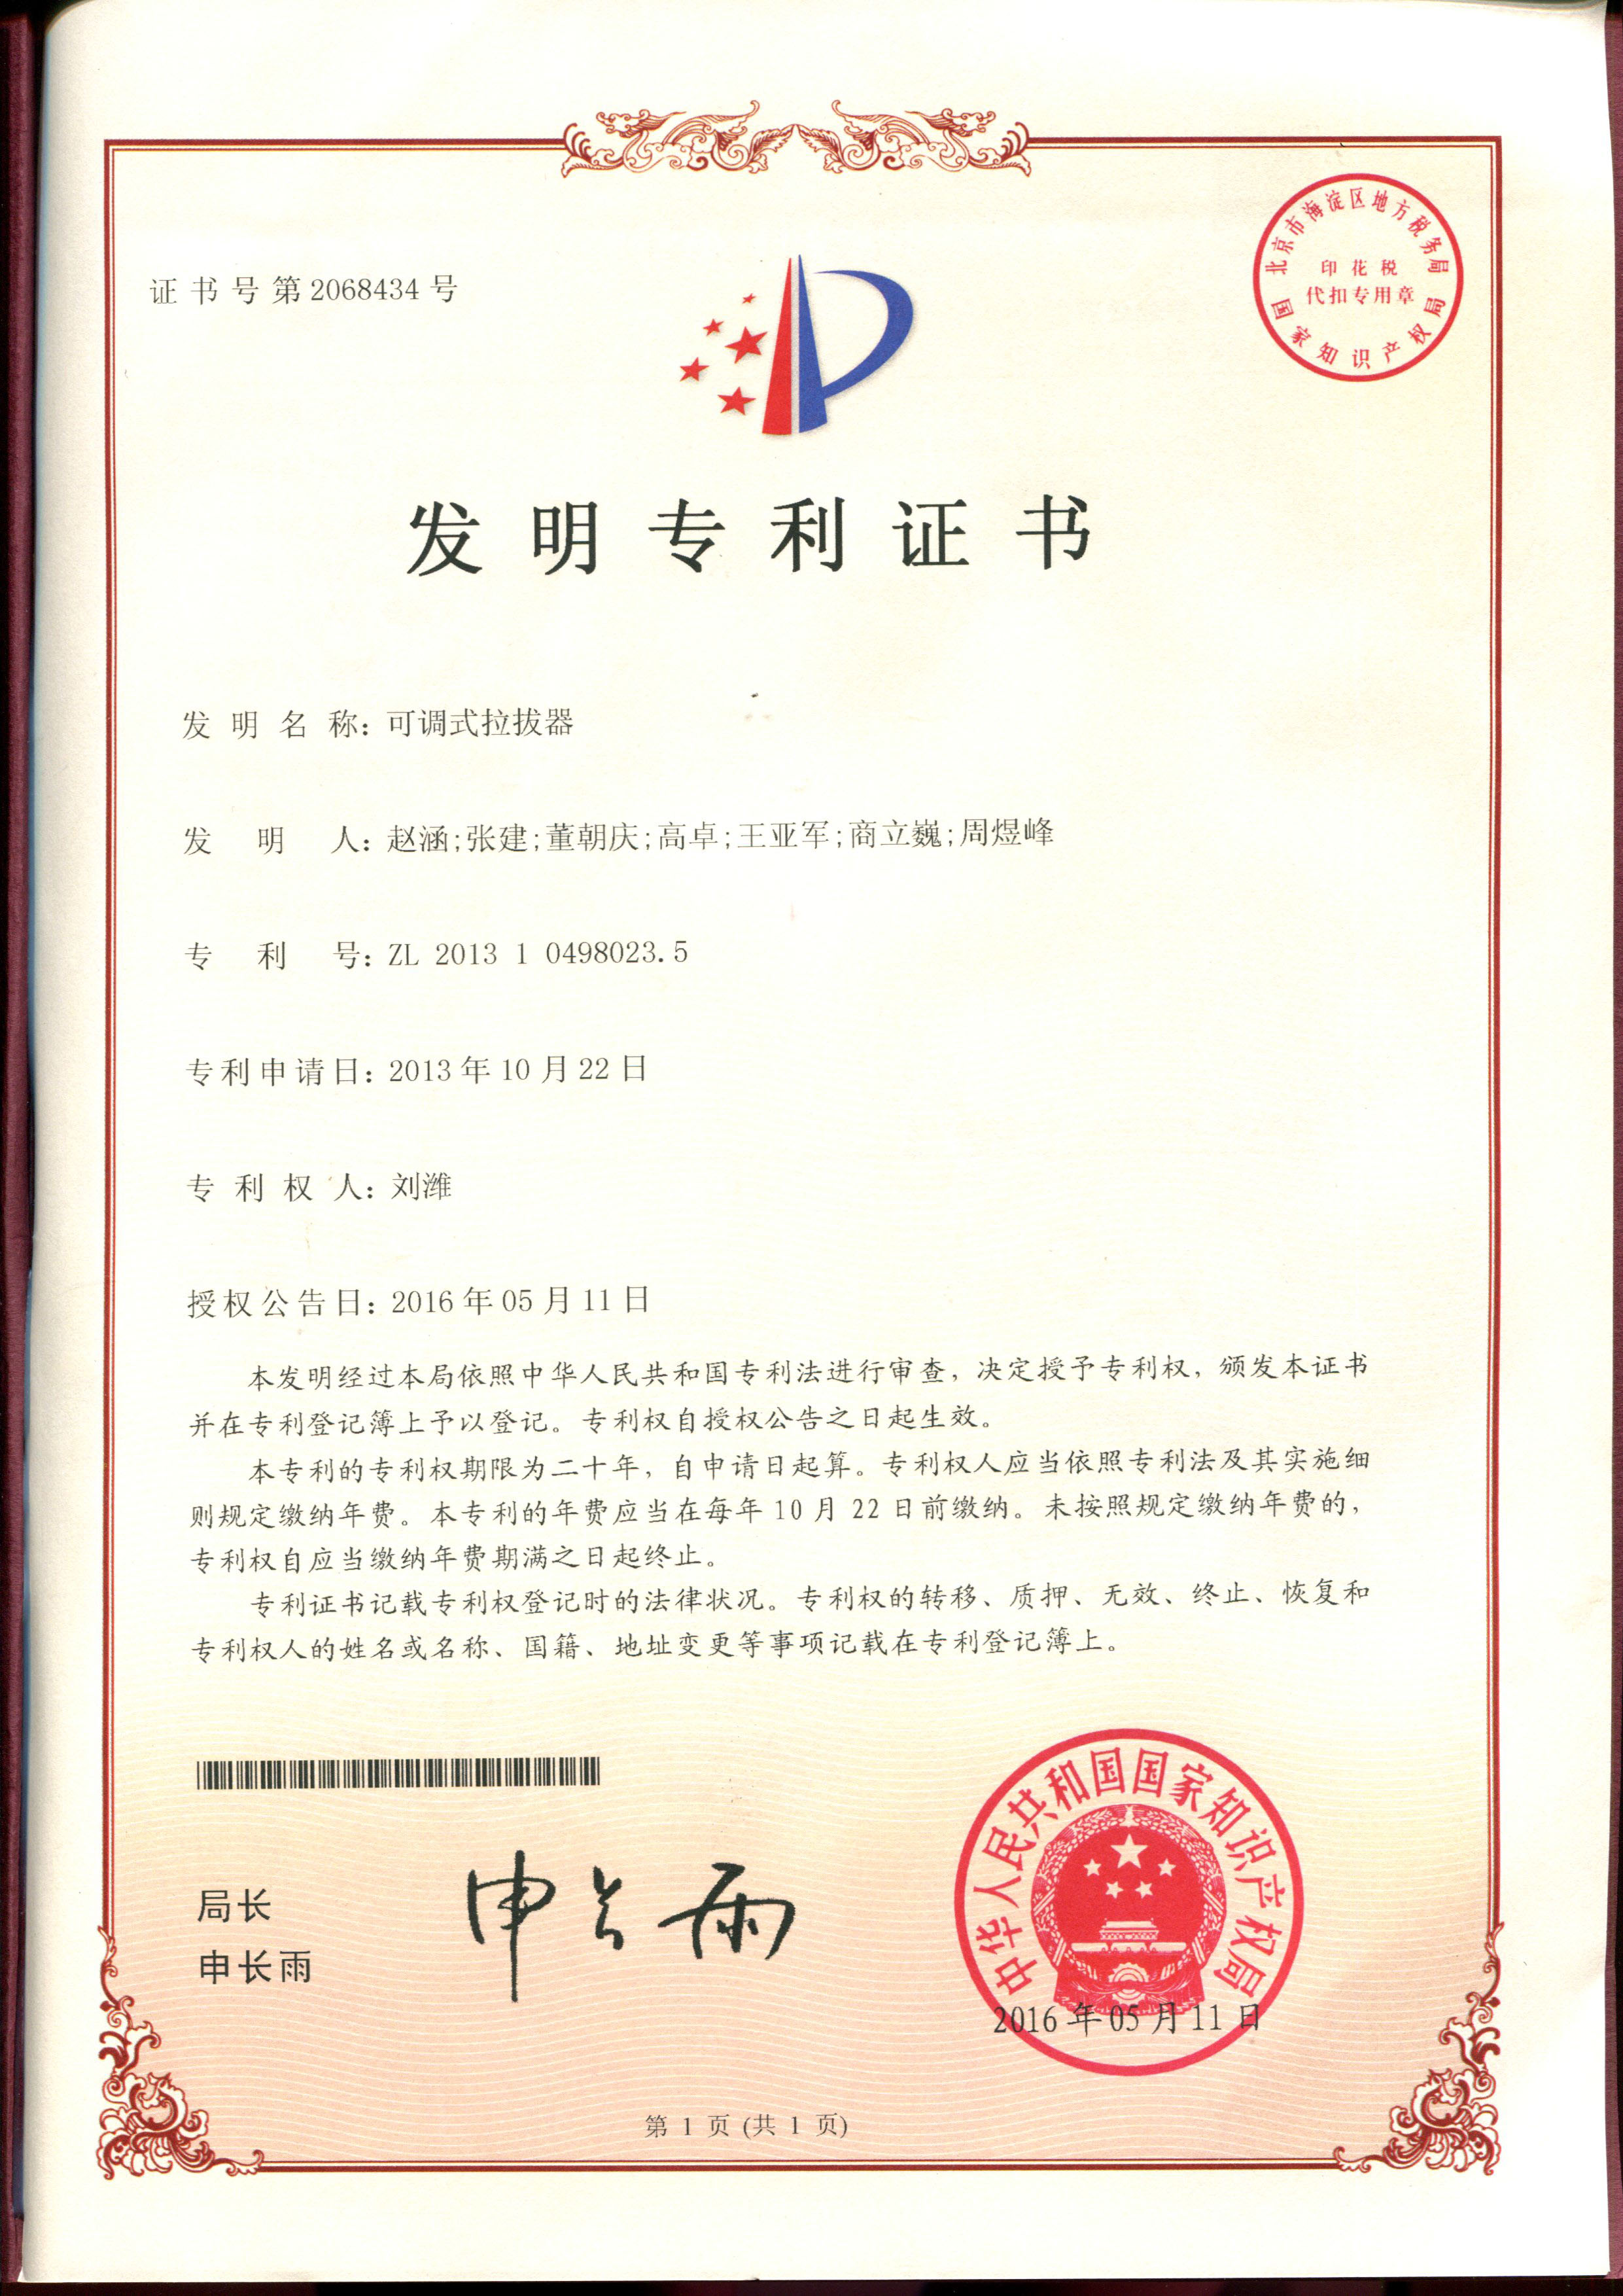 证书号第2068434号
北京市海淀区地方税务局
印花税
代扣专用章
国家知识产权局
发明专利证书
发明名称：可调式拉拔器
发明人：赵涵;张建;董朝庆;高卓;王亚军;商立巍;周煜峰
专利号：ZL 2013 1 0498023.5
专利申请日：2013年10月22日
专利权人：刘潍
授权公告日：2016年05月11日
本发明经过本局依照中华人民共和国专利法进行审查，决定授予专利权，颁发本证书
并在专利登记簿上予以登记。专利权自授权公告之日起生效。
本专利的专利权期限为二十年，自申请日起算。专利权人应当依照专利法及其实施细
则规定缴纳年费。本专利的年费应当在每年10月22日前缴纳。未按照规定缴纳年费的，
专利权自应当缴纳年费期满之日起终止。
专利证书记载专利权登记时的法律状况。专利权的转移、质押、无效、终止、恢复和
专利权人的姓名或名称、国籍、地址变更等事项记载在专利登记簿上。
局长
申长雨
申长雨
中华人民共和国国家知识产权局
2016年05月11日
第 1 页 (共 1 页)